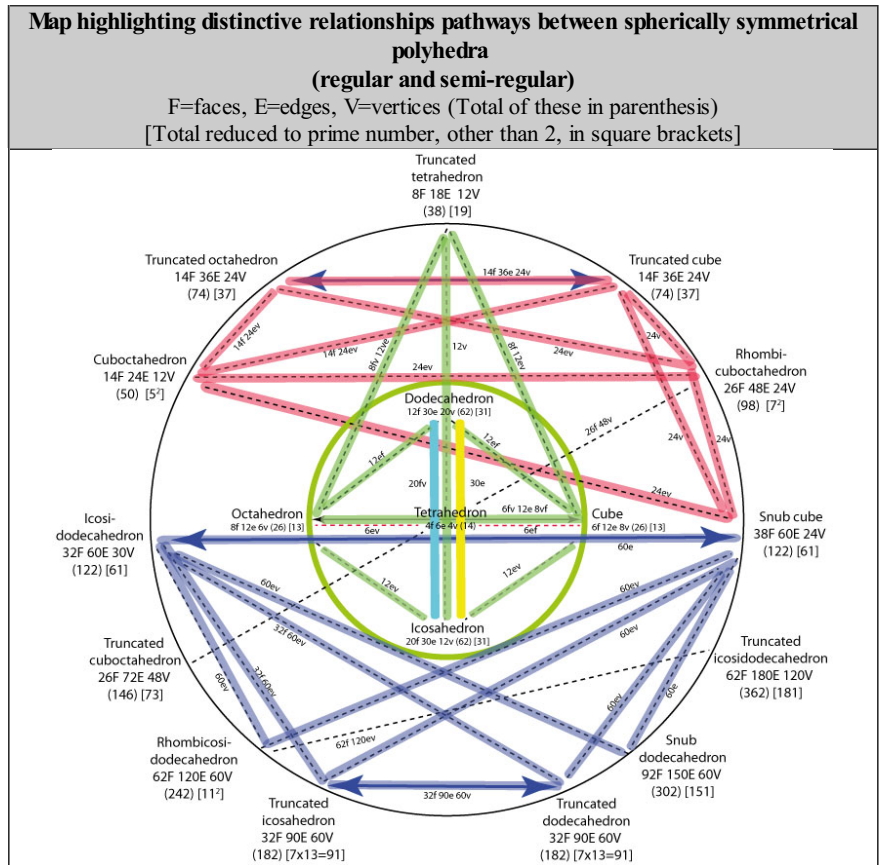 Map highlighting distinctive relationships pathways between spherically symmetrical
polyhedra
(regular and semi-regular)
F=faces, E=edges, V=vertices (Total of these in parenthesis)
[Total reduced to prime number, other than 2, in square brackets]
Truncated
tetrahedron
8F 18E 12V
(38) [19]
Truncated octahedron
14F 36E 24V
(74) [37]
14f 36e 24v
Truncated cube
14F 36E 24V
(74) [37]
14f 24ev
14f 24ev
8fv 12ve
12v
8f 12ev
24ev
24v
Cuboctahedron
14F 24E 12V
(50) [5²]
24ev
Rhombi-
cuboctahedron
26F 48E 24V
(98) [7²]
Dodecahedron
12f 30e 20v (62) [31]
26f 48v
24v
24v
12ef
12ef
20fv
30e
24ev
Octahedron
8f 12e 6v (26) [13]
Tetrahedron
4f 6e 4v (14)
6fv 12e 8vf
Cube
6f 12e 8v (26) [13]
6ev
6ef
Icosi-
dodecahedron
32F 60E 30V
(122) [61]
60e
Snub cube
38F 60E 24V
(122) [61]
12ev
12ev
60ev
32f 60ev
60ev
60ev
Icosahedron
20f 30e 12v (62) [31]
Truncated
cuboctahedron
26F 72E 48V
(146) [73]
60ev
32f 60ev
60ev
60e
Truncated
icosidodecahedron
62F 180E 120V
(362) [181]
62f 120ev
Rhombicosi-
dodecahedron
62F 120E 60V
(242) [11²]
Snub
dodecahedron
92F 150E 60V
(302) [151]
32f 90e 60v
Truncated
icosahedron
32F 90E 60V
(182) [7x13=91]
Truncated
dodecahedron
32F 90E 60V
(182) [7x13=91]